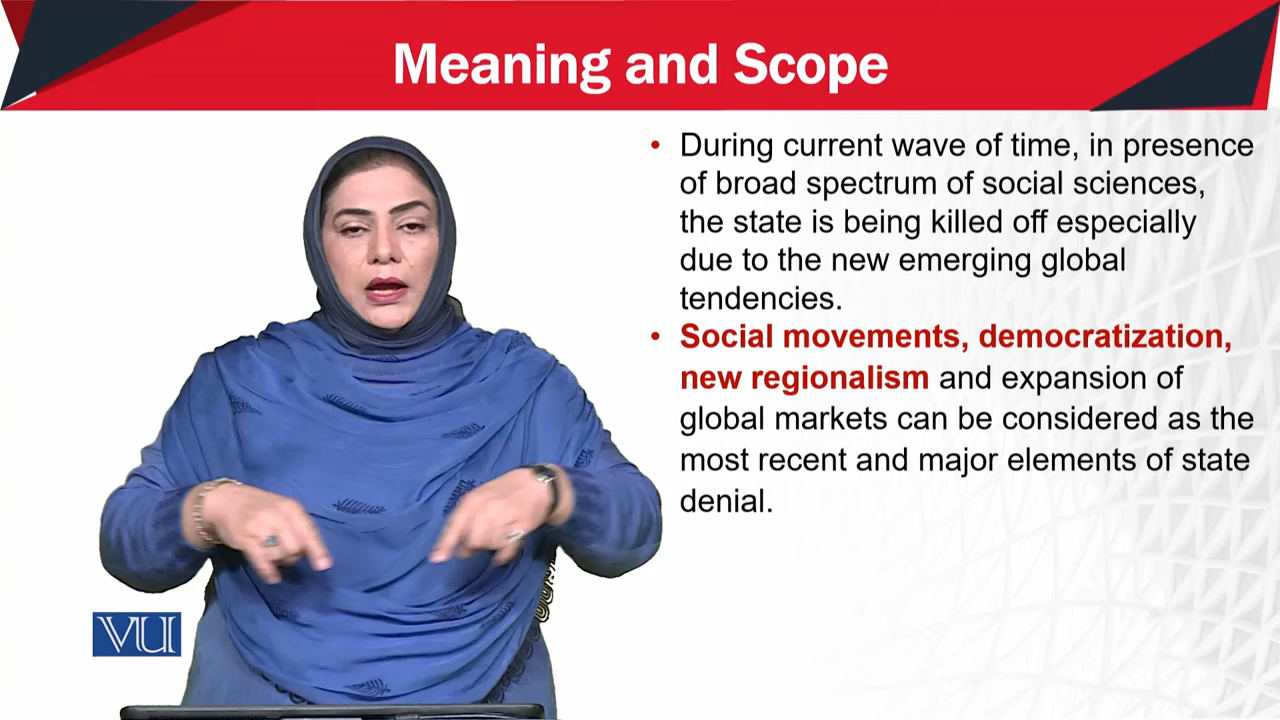 Meaning and Scope
• During current wave of time, in presence
of broad spectrum of social sciences,
the state is being killed off especially
due to the new emerging global
tendencies.
• Social movements, democratization,
new regionalism and expansion of
global markets can be considered as the
most recent and major elements of state
denial.
VU